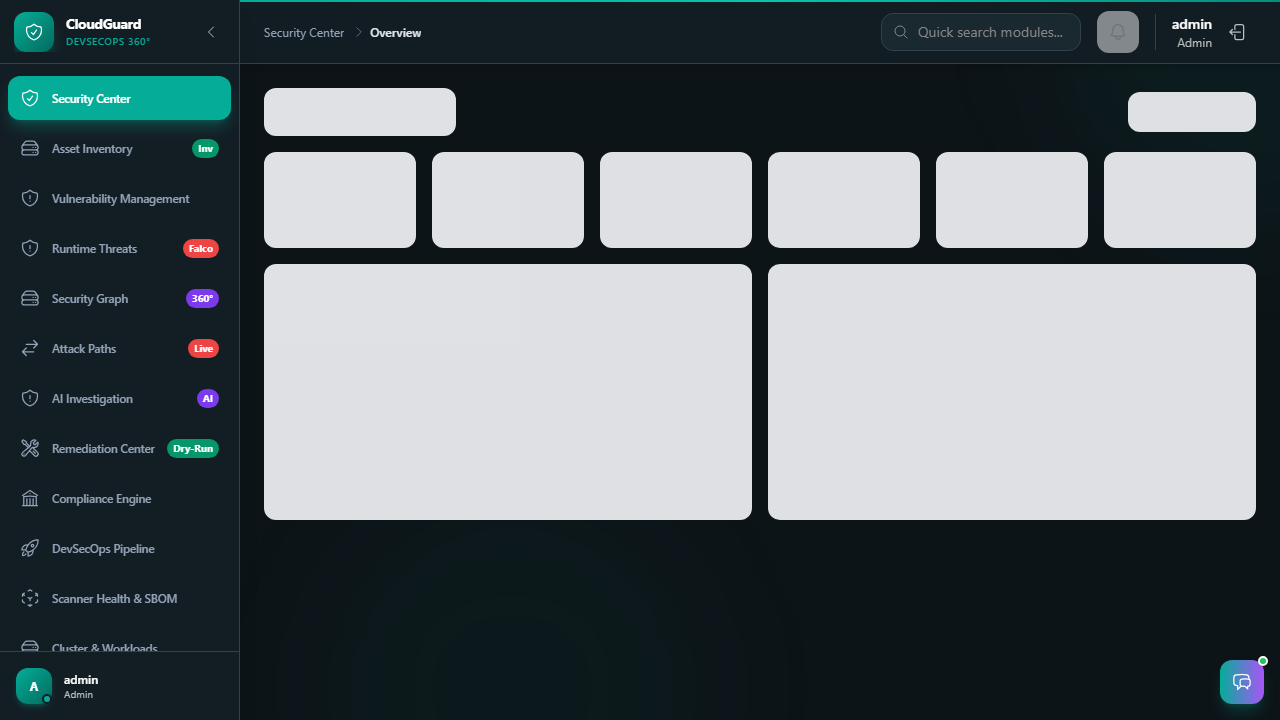 CloudGuard
DEVSECOPS 360°
Security Center
Overview
Quick search modules...
admin
Admin
Security Center
Asset Inventory
Inv
Vulnerability Management
Runtime Threats
Falco
Security Graph
360°
Attack Paths
Live
AI Investigation
AI
Remediation Center
Dry-Run
Compliance Engine
DevSecOps Pipeline
Scanner Health & SBOM
Cluster & Workloads
A
admin
Admin